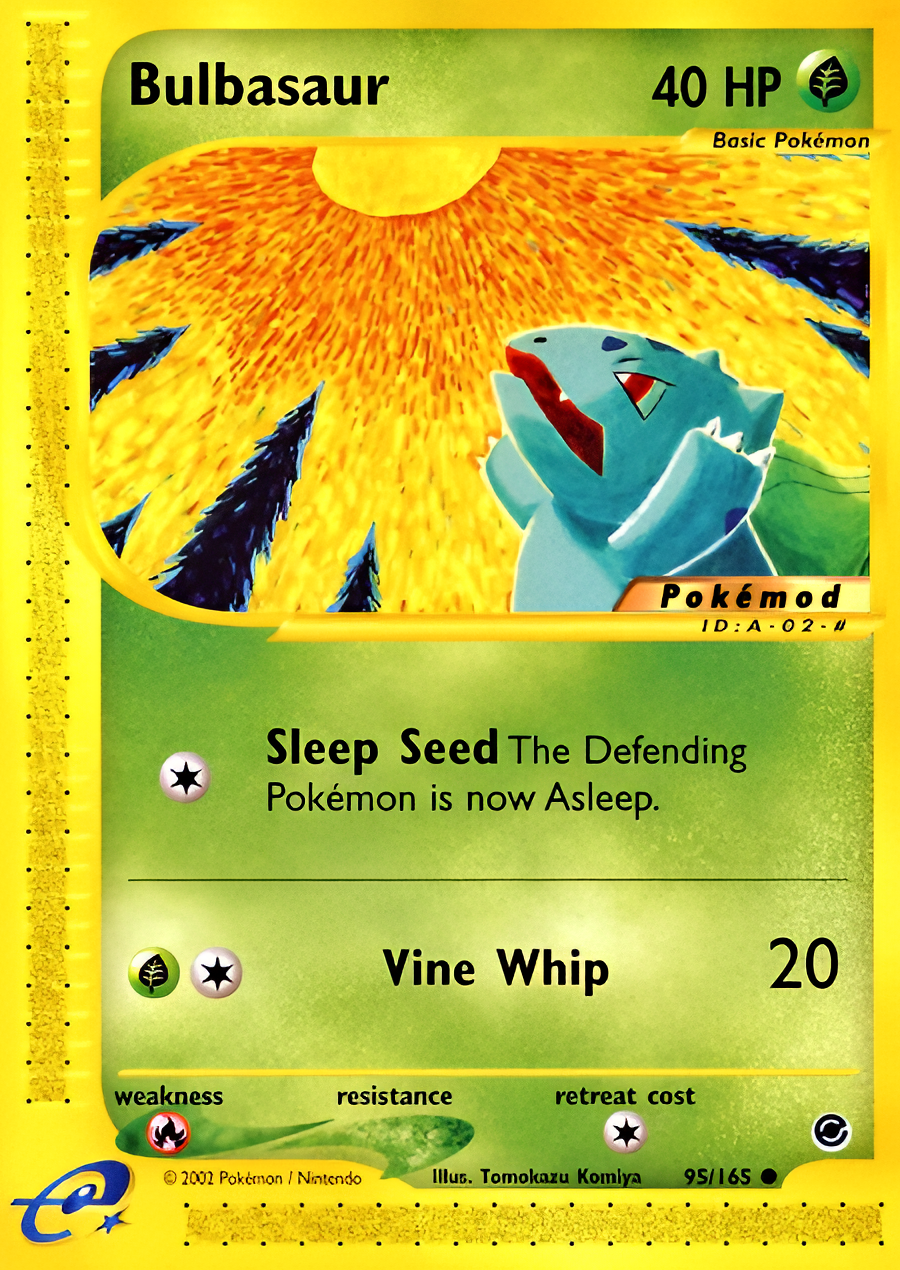 Bulbasaur 40 HP
Basic Pokémon
Pokémod
ID:A-02-#
Sleep Seed The Defending
Pokémon is now Asleep.
Vine Whip 20
weakness resistance retreat cost
© 2002 Pokémon / Nintendo Illus. Tomokazu Komiya 95/165
e